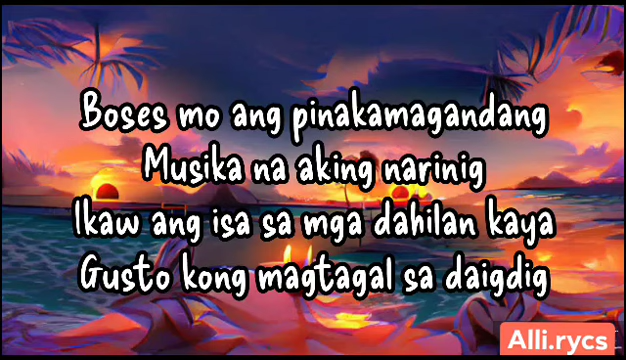 Boses mo ang pinakamagandang
Musika na aking narinig
Ikaw ang isa sa mga dahilan kaya
Gusto kong magtagal sa daigdig
Alli.rycs